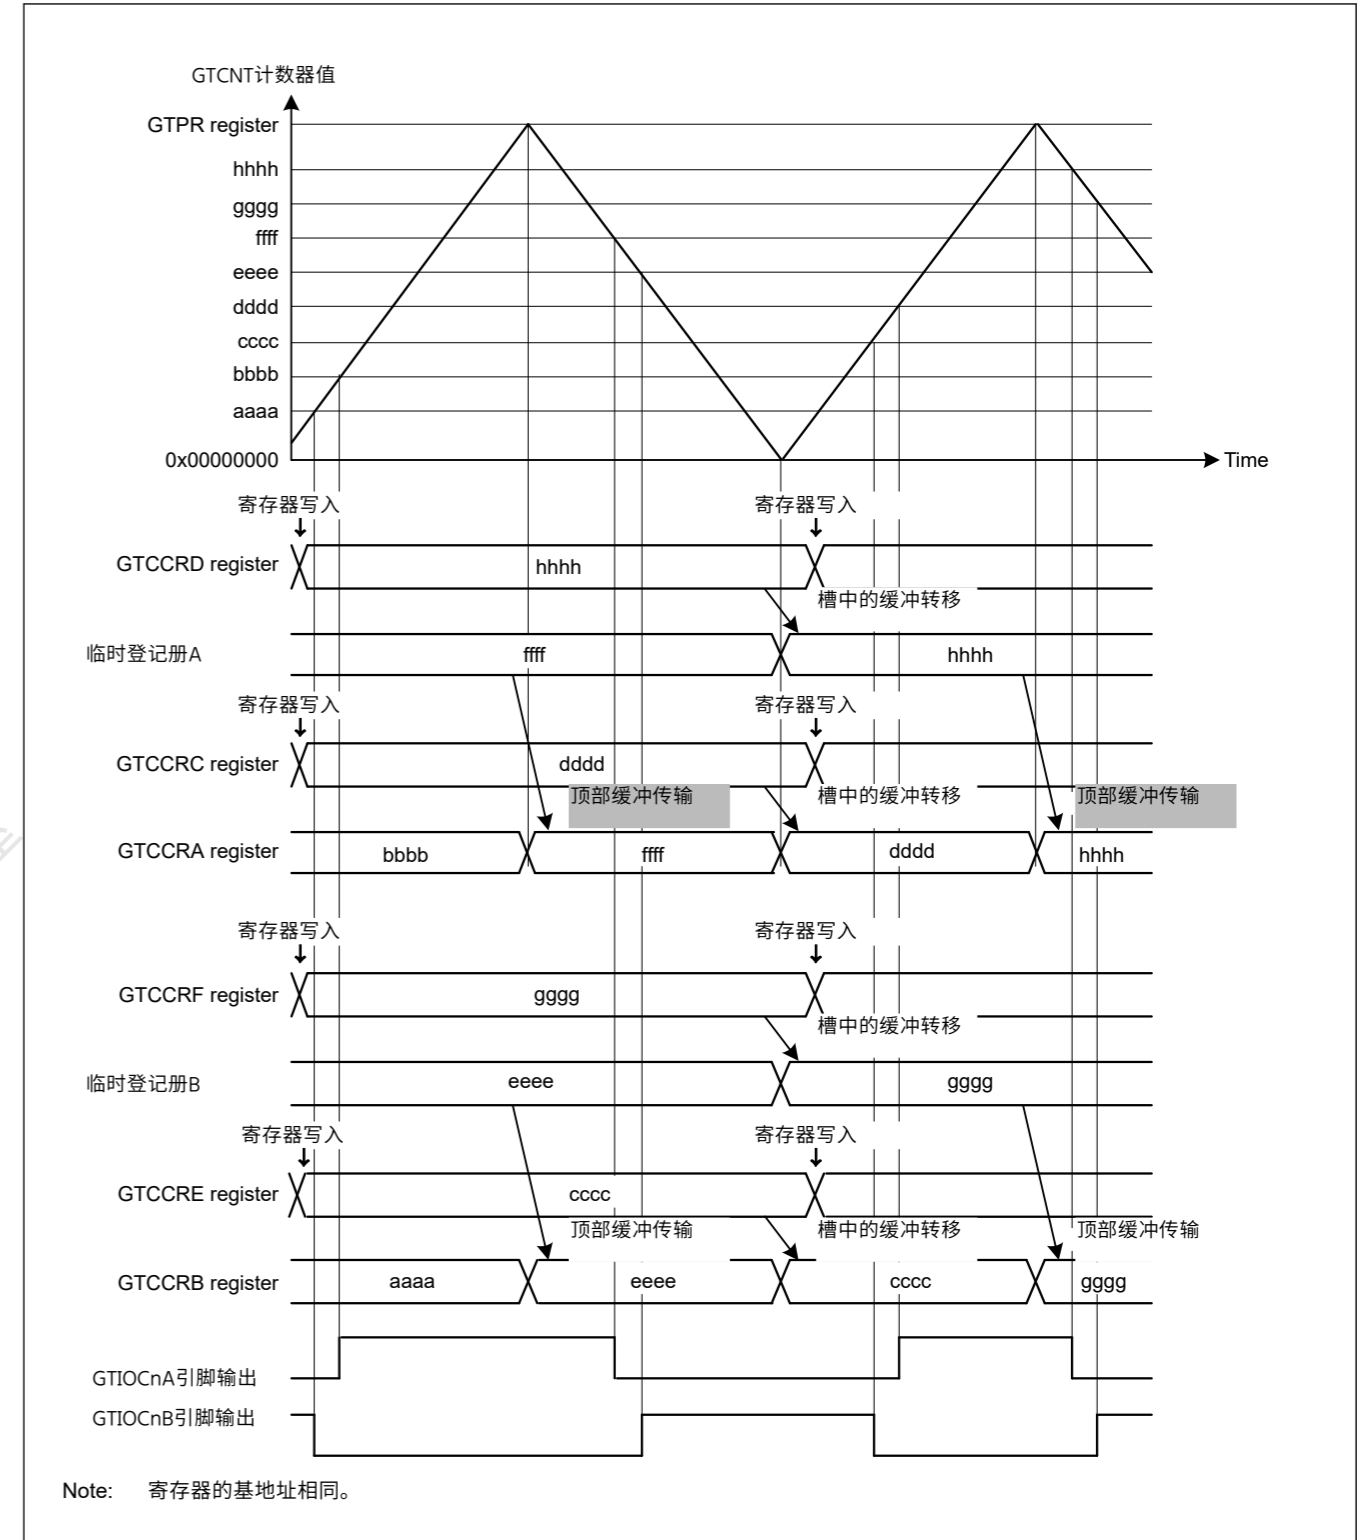 GTCNT计数器值
GTPR register
hhhh
gggg
ffff
eeee
dddd
cccc
bbbb
aaaa
0x00000000
Time
寄存器写入 寄存器写入
GTCCRD register hhhh
槽中的缓冲转移
临时登记册A ffff hhhh
寄存器写入 寄存器写入
GTCCRC register dddd
顶部缓冲传输 槽中的缓冲转移 顶部缓冲传输
GTCCRA register bbbb ffff dddd hhhh
寄存器写入 寄存器写入
GTCCRF register gggg
槽中的缓冲转移
临时登记册B eeee gggg
寄存器写入 寄存器写入
GTCCRE register cccc
顶部缓冲传输 槽中的缓冲转移 顶部缓冲传输
GTCCRB register aaaa eeee cccc gggg
GTIOCnA引脚输出
GTIOCnB引脚输出
Note: 寄存器的基地址相同。